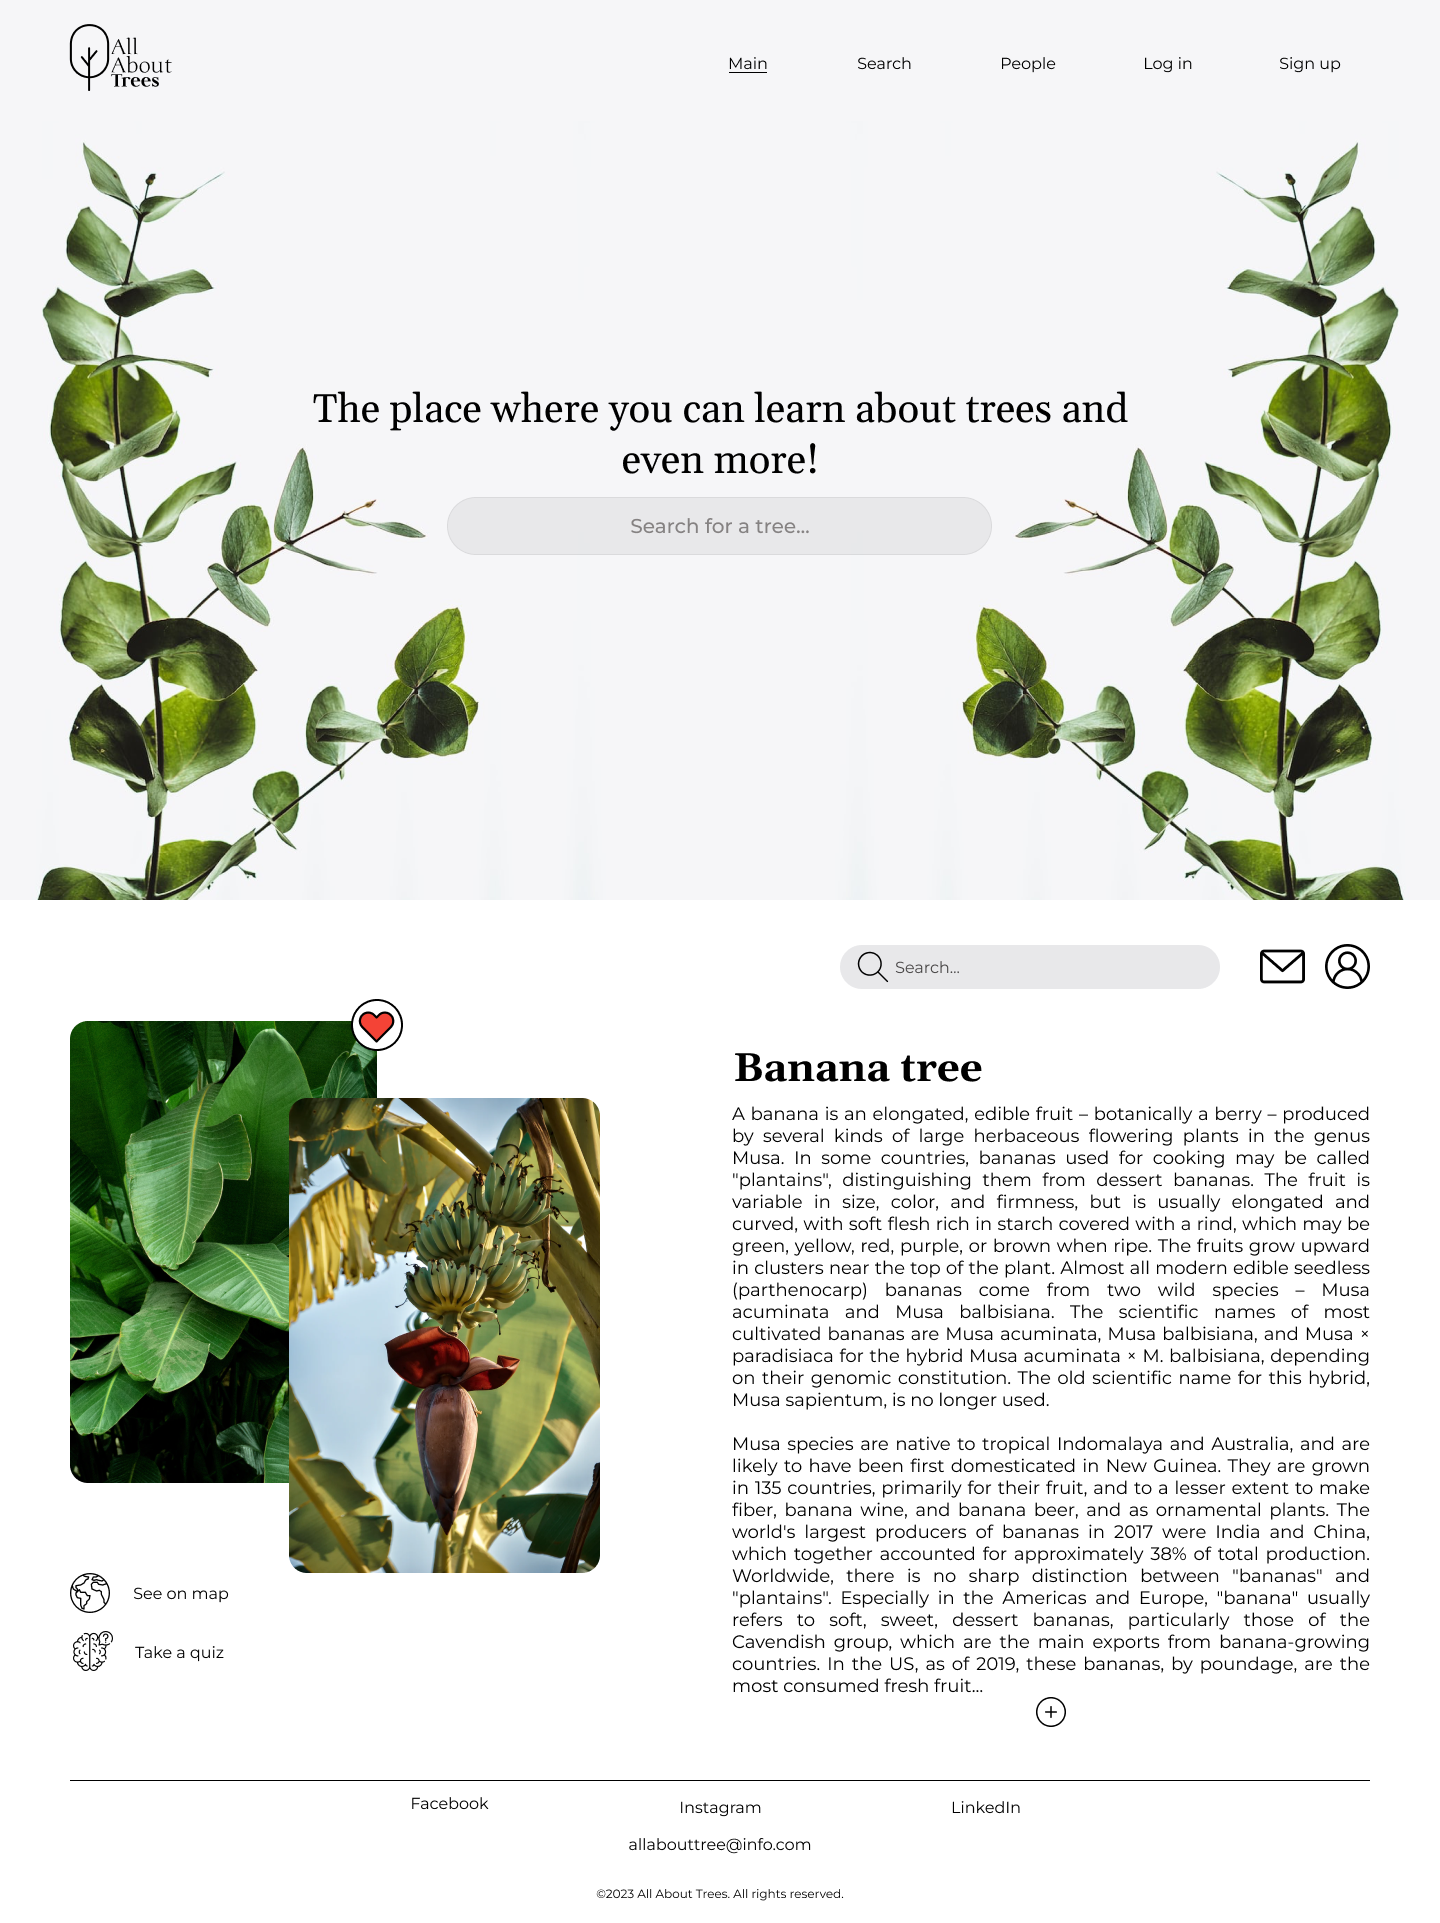 All
About
Trees
Main
Search
People
Log in
Sign up
The place where you can learn about trees and
even more!
Search for a tree...
Search...
Banana tree
A banana is an elongated, edible fruit – botanically a berry – produced
by several kinds of large herbaceous flowering plants in the genus
Musa. In some countries, bananas used for cooking may be called
"plantains", distinguishing them from dessert bananas. The fruit is
variable in size, color, and firmness, but is usually elongated and
curved, with soft flesh rich in starch covered with a rind, which may be
green, yellow, red, purple, or brown when ripe. The fruits grow upward
in clusters near the top of the plant. Almost all modern edible seedless
(parthenocarp) bananas come from two wild species – Musa
acuminata and Musa balbisiana. The scientific names of most
cultivated bananas are Musa acuminata, Musa balbisiana, and Musa ×
paradisiaca for the hybrid Musa acuminata × M. balbisiana, depending
on their genomic constitution. The old scientific name for this hybrid,
Musa sapientum, is no longer used.
Musa species are native to tropical Indomalaya and Australia, and are
likely to have been first domesticated in New Guinea. They are grown
in 135 countries, primarily for their fruit, and to a lesser extent to make
fiber, banana wine, and banana beer, and as ornamental plants. The
world's largest producers of bananas in 2017 were India and China,
which together accounted for approximately 38% of total production.
Worldwide, there is no sharp distinction between "bananas" and
"plantains". Especially in the Americas and Europe, "banana" usually
refers to soft, sweet, dessert bananas, particularly those of the
Cavendish group, which are the main exports from banana-growing
countries. In the US, as of 2019, these bananas, by poundage, are the
most consumed fresh fruit...
See on map
Take a quiz
Facebook
Instagram
LinkedIn
allabouttree@info.com
©2023 All About Trees. All rights reserved.